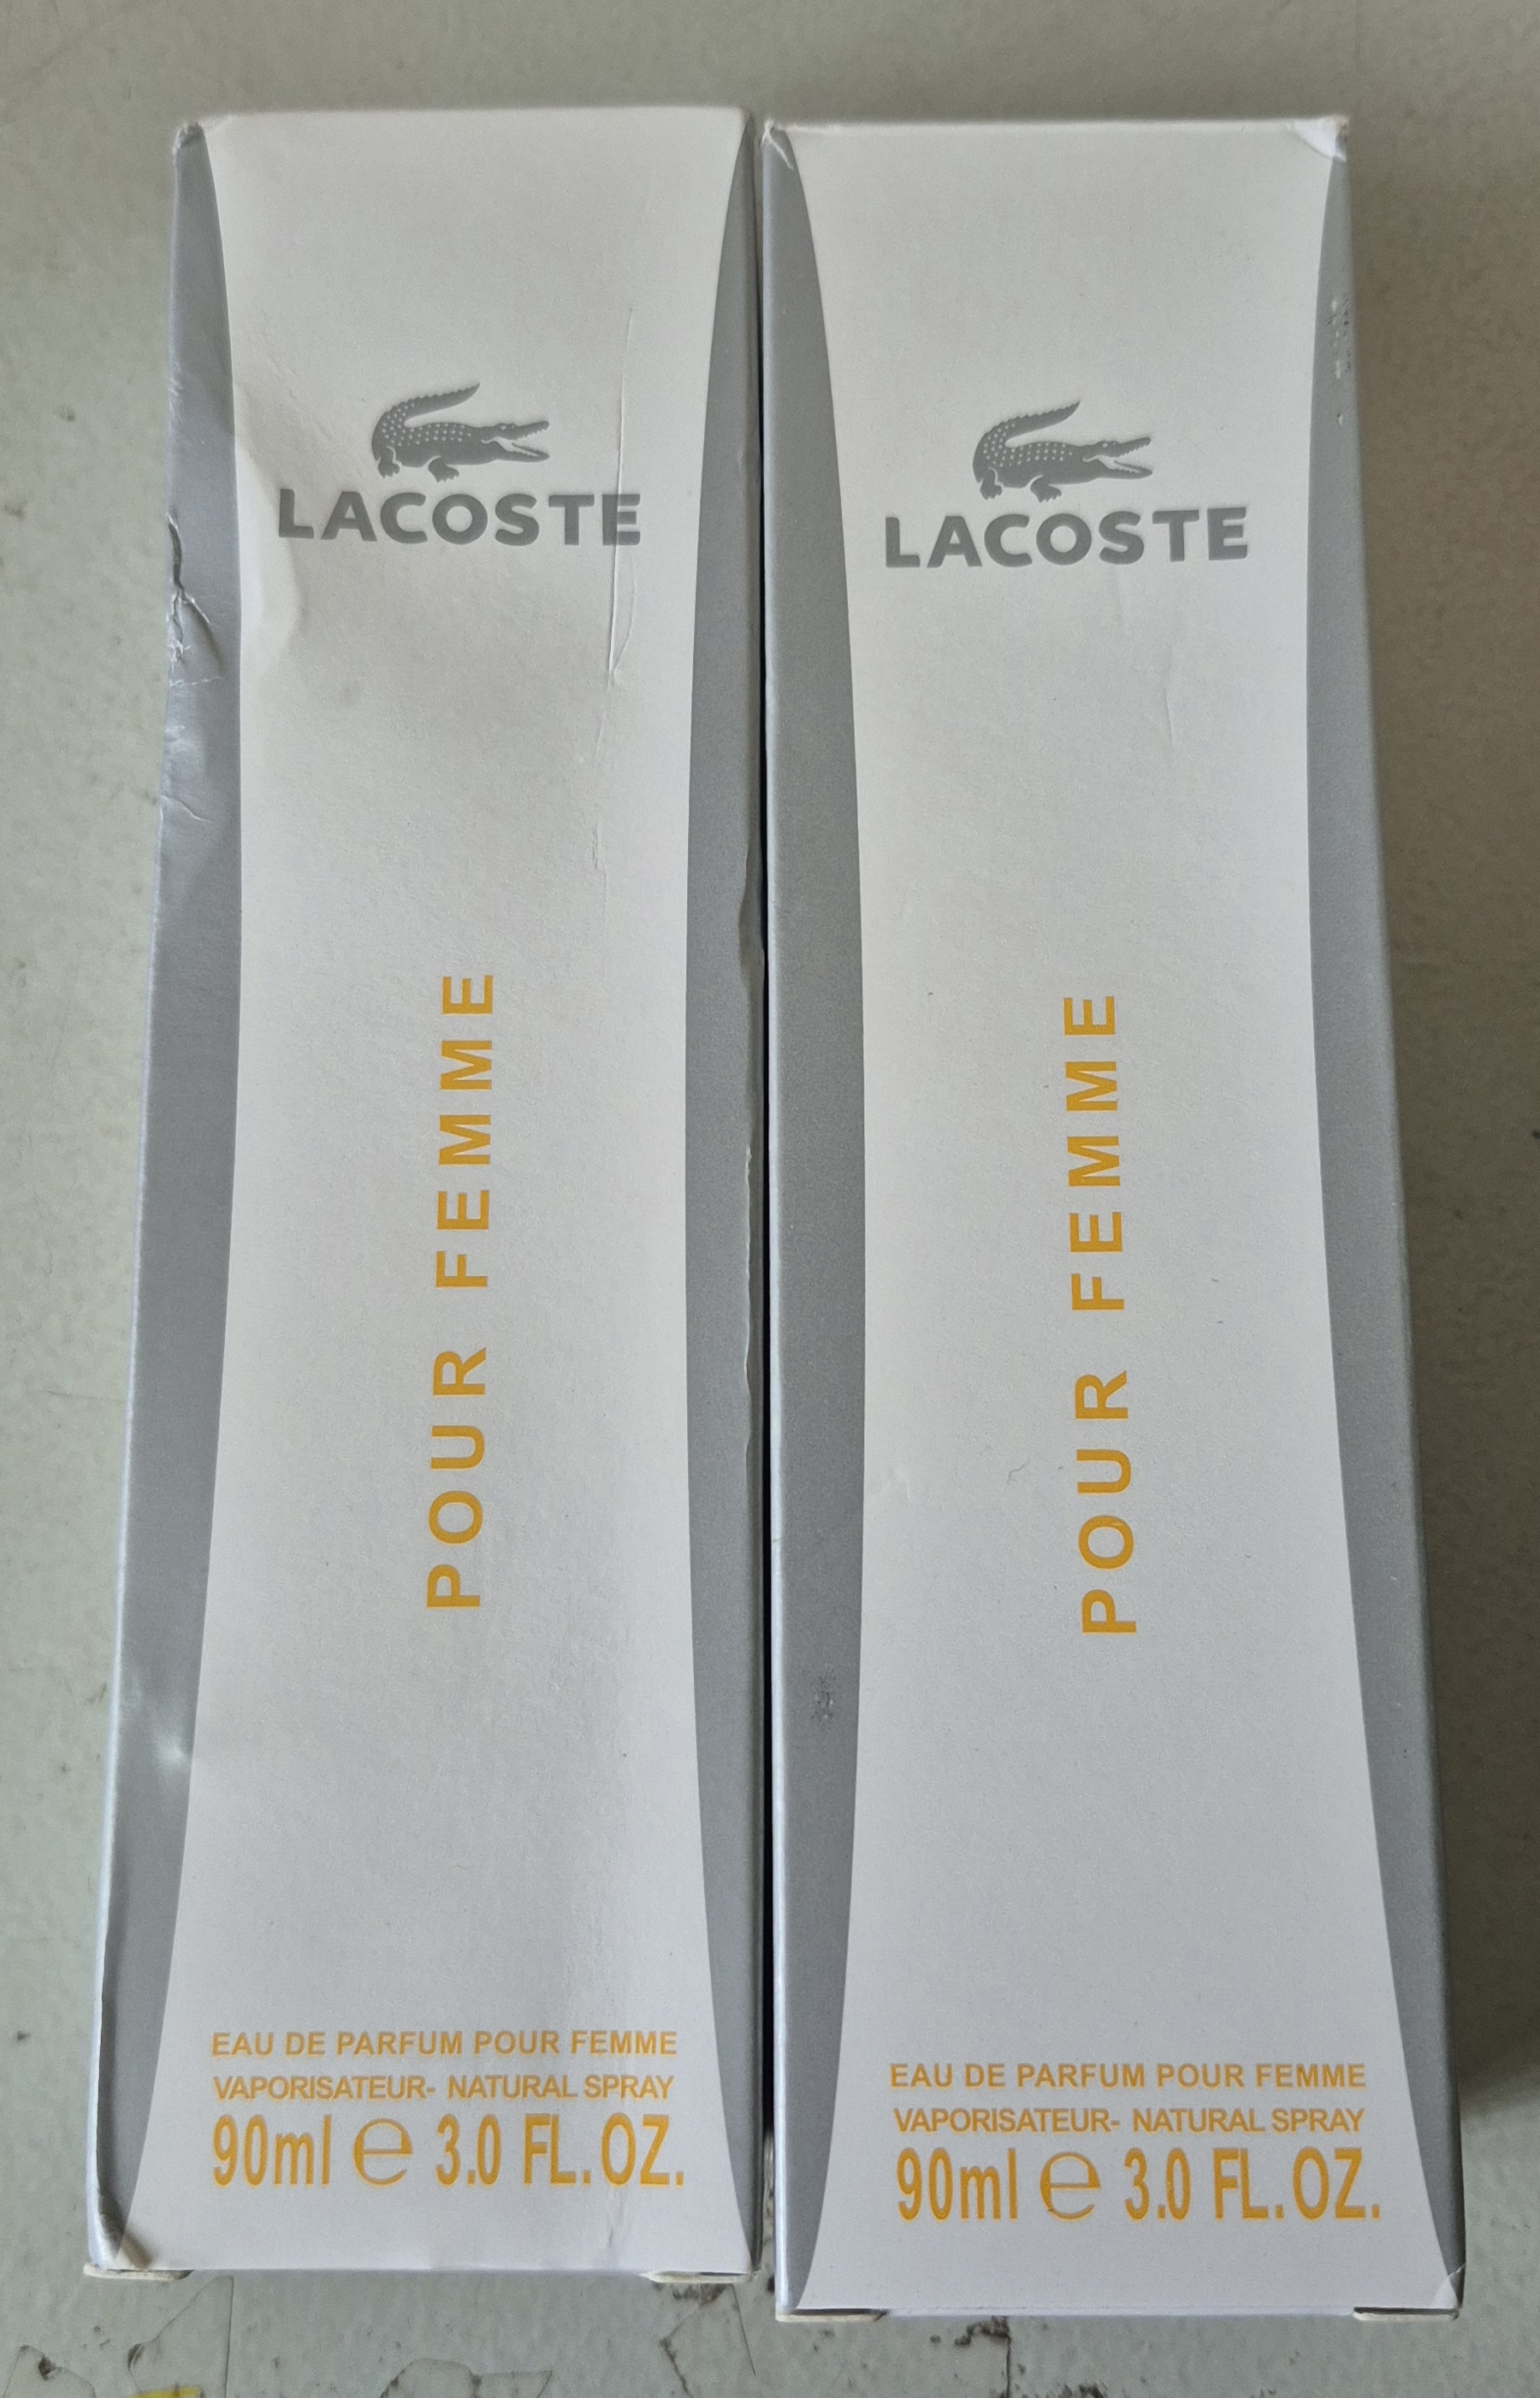 LACOSTE
POUR FEMME
EAU DE PARFUM POUR FEMME
VAPORISATEUR- NATURAL SPRAY
90ml e 3.0 FL.OZ.
LACOSTE
POUR FEMME
EAU DE PARFUM POUR FEMME
VAPORISATEUR- NATURAL SPRAY
90ml e 3.0 FL.OZ.